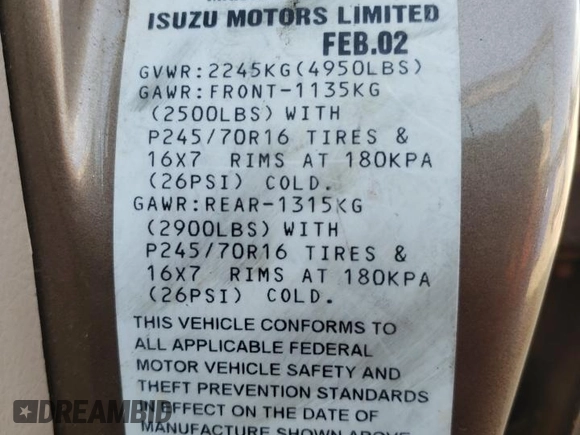 ISUZU MOTORS LIMITED
FEB.02
GVWR:2245KG(4950LBS)
GAWR:FRONT-1135KG
(2500LBS) WITH
P245/70R16 TIRES &
16X7 RIMS AT 180KPA
(26PSI) COLD.
GAWR:REAR-1315KG
(2900LBS) WITH
P245/70R16 TIRES &
16X7 RIMS AT 180KPA
(26PSI) COLD.
THIS VEHICLE CONFORMS TO
ALL APPLICABLE FEDERAL
MOTOR VEHICLE SAFETY AND
THEFT PREVENTION STANDARDS
IN EFFECT ON THE DATE OF
MANUFACTURE SHOWN ABOVE
DREAMBID